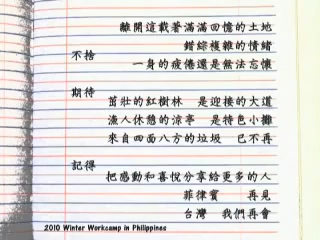 離開這載著滿滿回憶的土地
錯綜複雜的情緒
不捨
一身的疲倦還是無法忘懷
期待
茁壯的紅樹林　是迎接的大道
漁人休憩的涼亭　是特色小攤
來自四面八方的垃圾　已不再
記得
把感動和喜悅分享給更多的人
菲律賓　再見
台灣　我們再會
2010 Winter Workcamp in Philippines